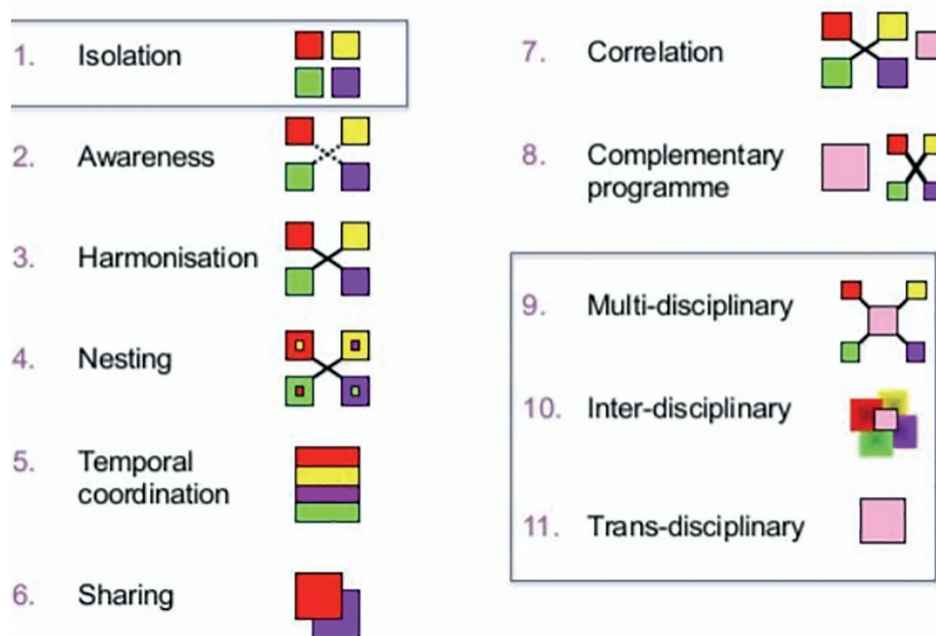 1. Isolation
2. Awareness
3. Harmonisation
4. Nesting
5. Temporal
coordination
6. Sharing
7. Correlation
8. Complementary
programme
9. Multi-disciplinary
10. Inter-disciplinary
11. Trans-disciplinary